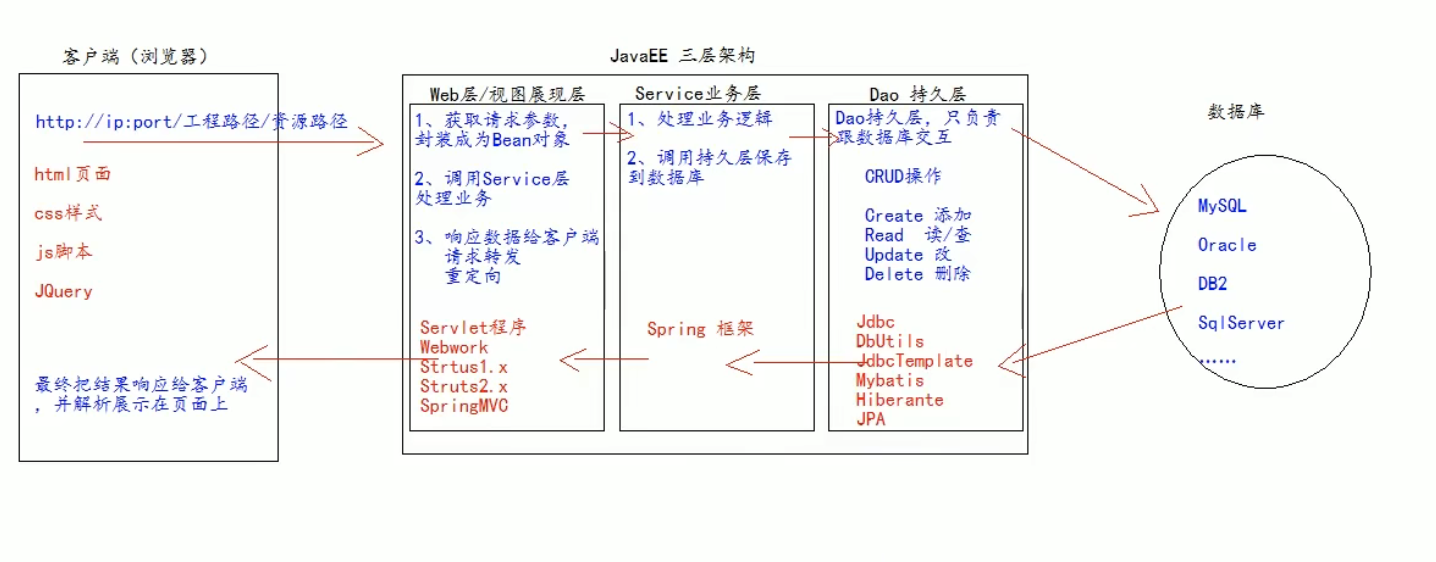 客户端（浏览器）
http://ip:port/工程路径/资源路径
html页面
css样式
js脚本
JQuery
最终把结果响应给客户端
，并解析展示在页面上
JavaEE 三层架构
Web层/视图展现层
1、获取请求参数，
封装成为Bean对象
2、调用Service层
处理业务
3、响应数据给客户端
请求转发
重定向
Servlet程序
Webwork
Strtus1.x
Struts2.x
SpringMVC
Service业务层
1、处理业务逻辑
2、调用持久层保存
到数据库
Spring 框架
Dao 持久层
Dao持久层，只负责
跟数据库交互
CRUD操作
Create 添加
Read 读/查
Update 改
Delete 删除
Jdbc
DbUtils
JdbcTemplate
Mybatis
Hiberante
JPA
数据库
MySQL
Oracle
DB2
SqlServer
……